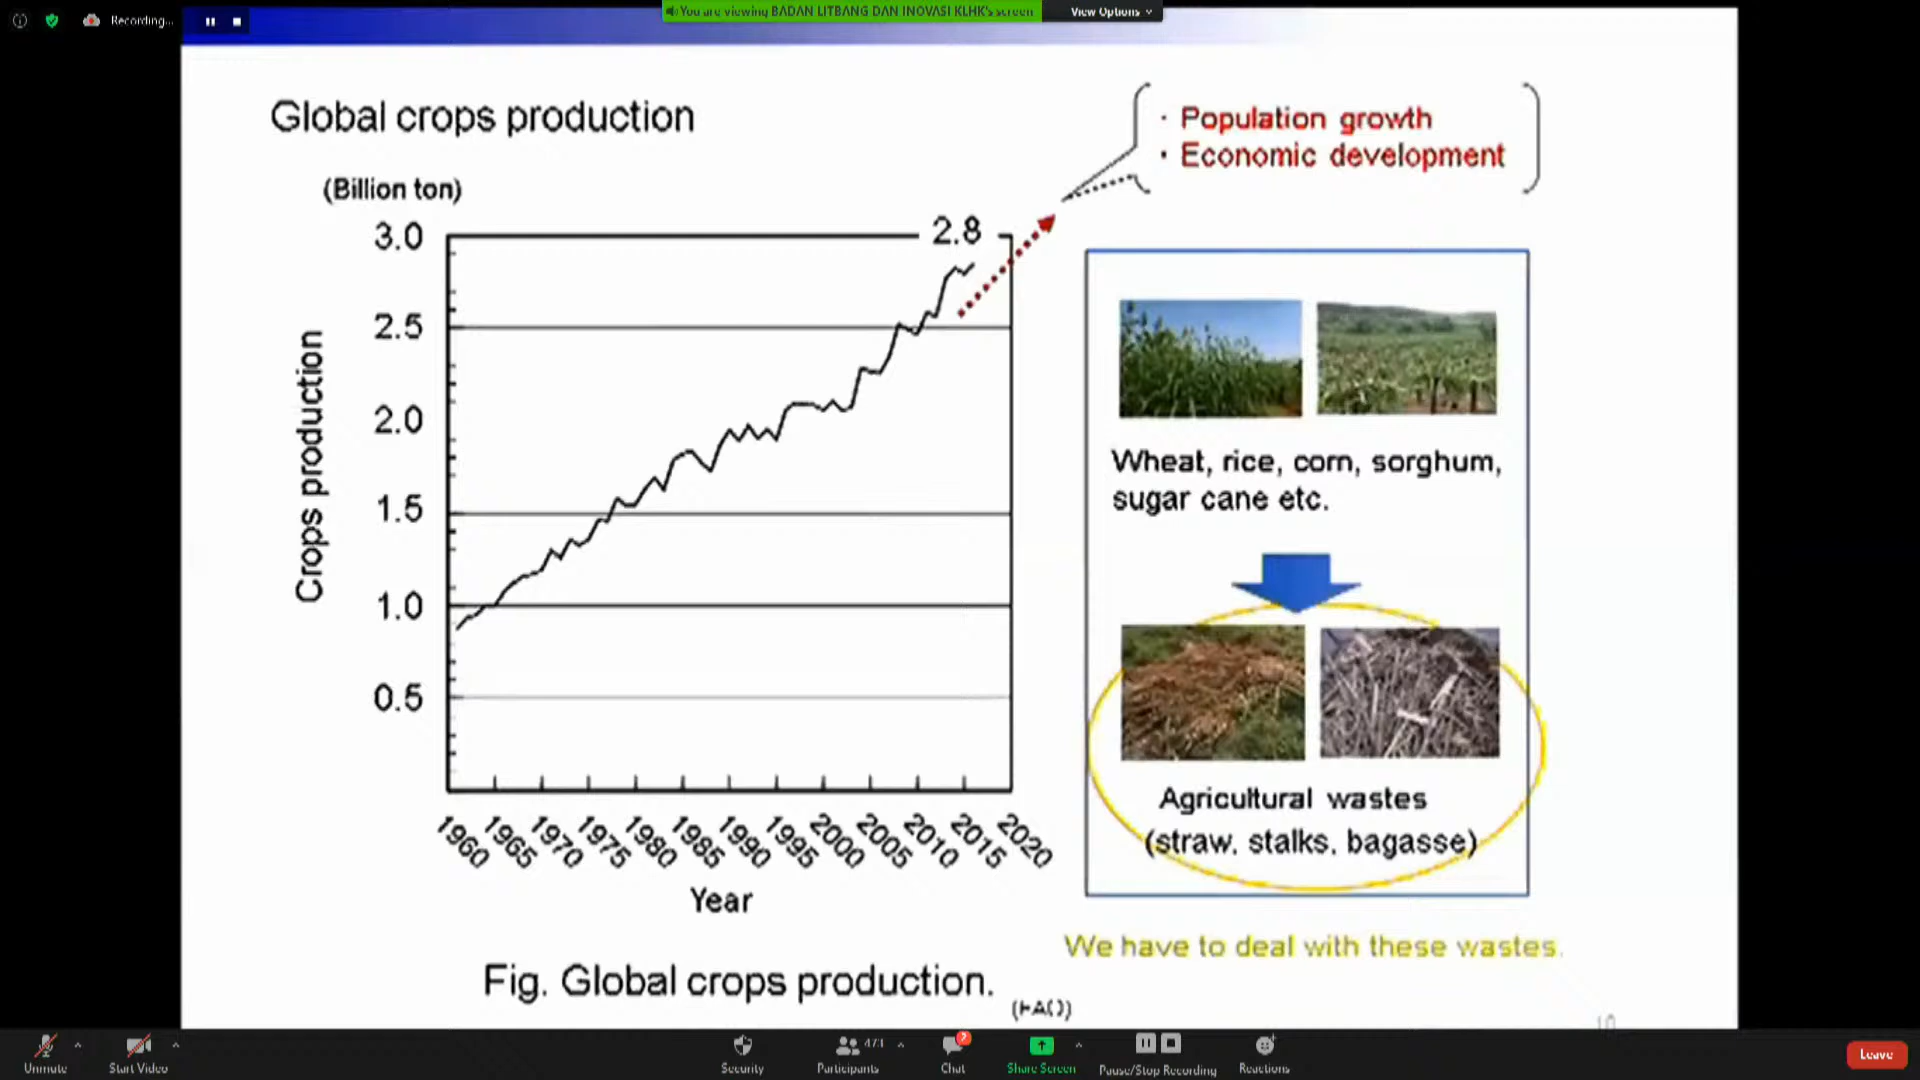 Recording...
You are viewing BADAN LITBANG DAN INOVASI KLHK's screen
View Options
Global crops production
• Population growth
• Economic development
(Billion ton)
3.0
2.5
2.0
1.5
1.0
0.5
2.8
Crops production
1960
1965
1970
1975
1980
1985
1990
1995
2000
2005
2010
2015
2020
Year
Wheat, rice, corn, sorghum,
sugar cane etc.
Agricultural wastes
(straw, stalks, bagasse)
We have to deal with these wastes.
Fig. Global crops production.
(FAO)
10
Unmute
Start Video
Security
Participants
473
Chat
Share Screen
Pause/Stop Recording
Reactions
Leave